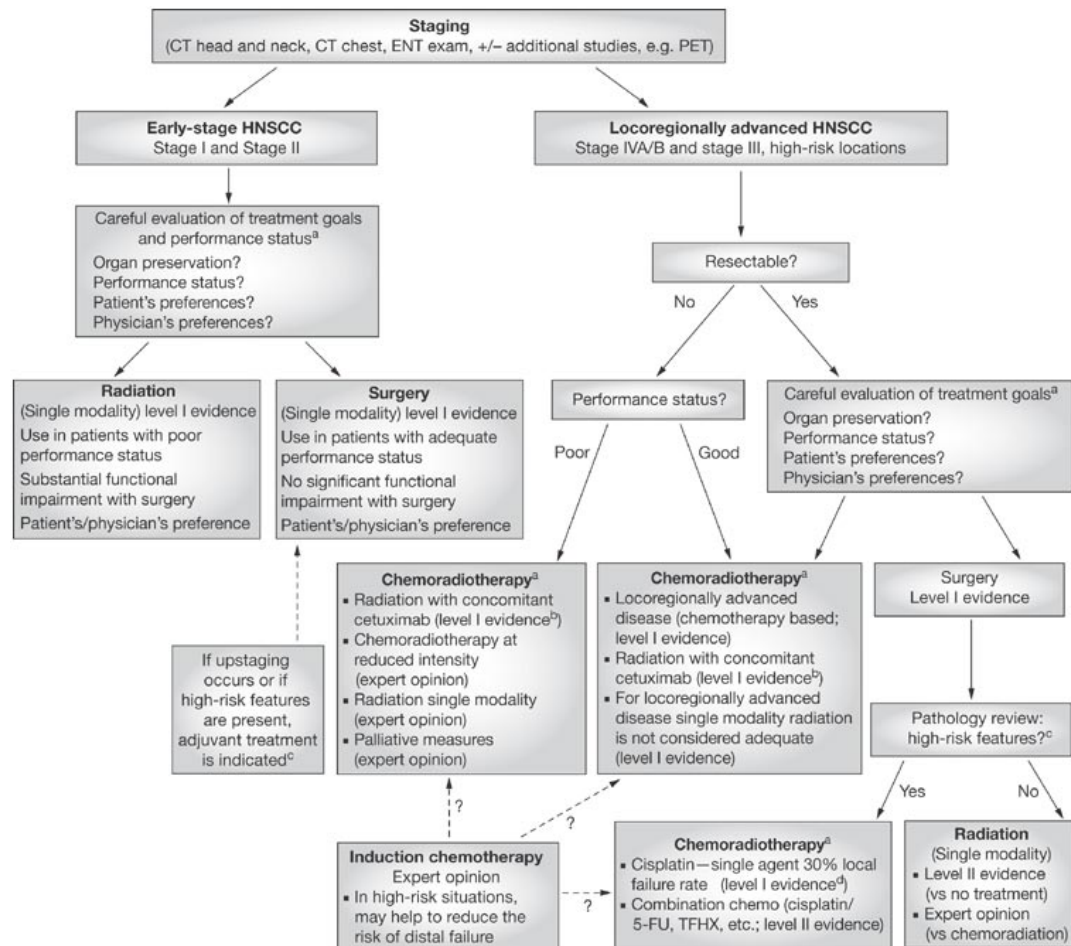 Staging
(CT head and neck, CT chest, ENT exam, +/– additional studies, e.g. PET)
Early-stage HNSCC
Stage I and Stage II
Locoregionally advanced HNSCC
Stage IVA/B and stage III, high-risk locations
Careful evaluation of treatment goals
and performance statusᵃ
Organ preservation?
Performance status?
Patient's preferences?
Physician's preferences?
Resectable?
No
Yes
Radiation
(Single modality) level I evidence
Use in patients with poor
performance status
Substantial functional
impairment with surgery
Patient's/physician's preference
Surgery
(Single modality) level I evidence
Use in patients with adequate
performance status
No significant functional
impairment with surgery
Patient's/physician's preference
Performance status?
Careful evaluation of treatment goalsᵃ
Organ preservation?
Performance status?
Patient's preferences?
Physician's preferences?
Poor
Good
If upstaging
occurs or if
high-risk features
are present,
adjuvant treatment
is indicatedᶜ
Chemoradiotherapyᵃ
▪ Radiation with concomitant
cetuximab (level I evidenceᵇ)
▪ Chemoradiotherapy at
reduced intensity
(expert opinion)
▪ Radiation single modality
(expert opinion)
▪ Palliative measures
(expert opinion)
Chemoradiotherapyᵃ
▪ Locoregionally advanced
disease (chemotherapy based;
level I evidence)
▪ Radiation with concomitant
cetuximab (level I evidenceᵇ)
▪ For locoregionally advanced
disease single modality radiation
is not considered adequate
(level I evidence)
Surgery
Level I evidence
Pathology review:
high-risk features?ᶜ
Yes
No
?
?
?
Induction chemotherapy
Expert opinion
▪ In high-risk situations,
may help to reduce the
risk of distal failure
Chemoradiotherapyᵃ
▪ Cisplatin—single agent 30% local
failure rate (level I evidenceᵈ)
▪ Combination chemo (cisplatin/
5-FU, TFHX, etc.; level II evidence)
Radiation
(Single modality)
▪ Level II evidence
(vs no treatment)
▪ Expert opinion
(vs chemoradiation)